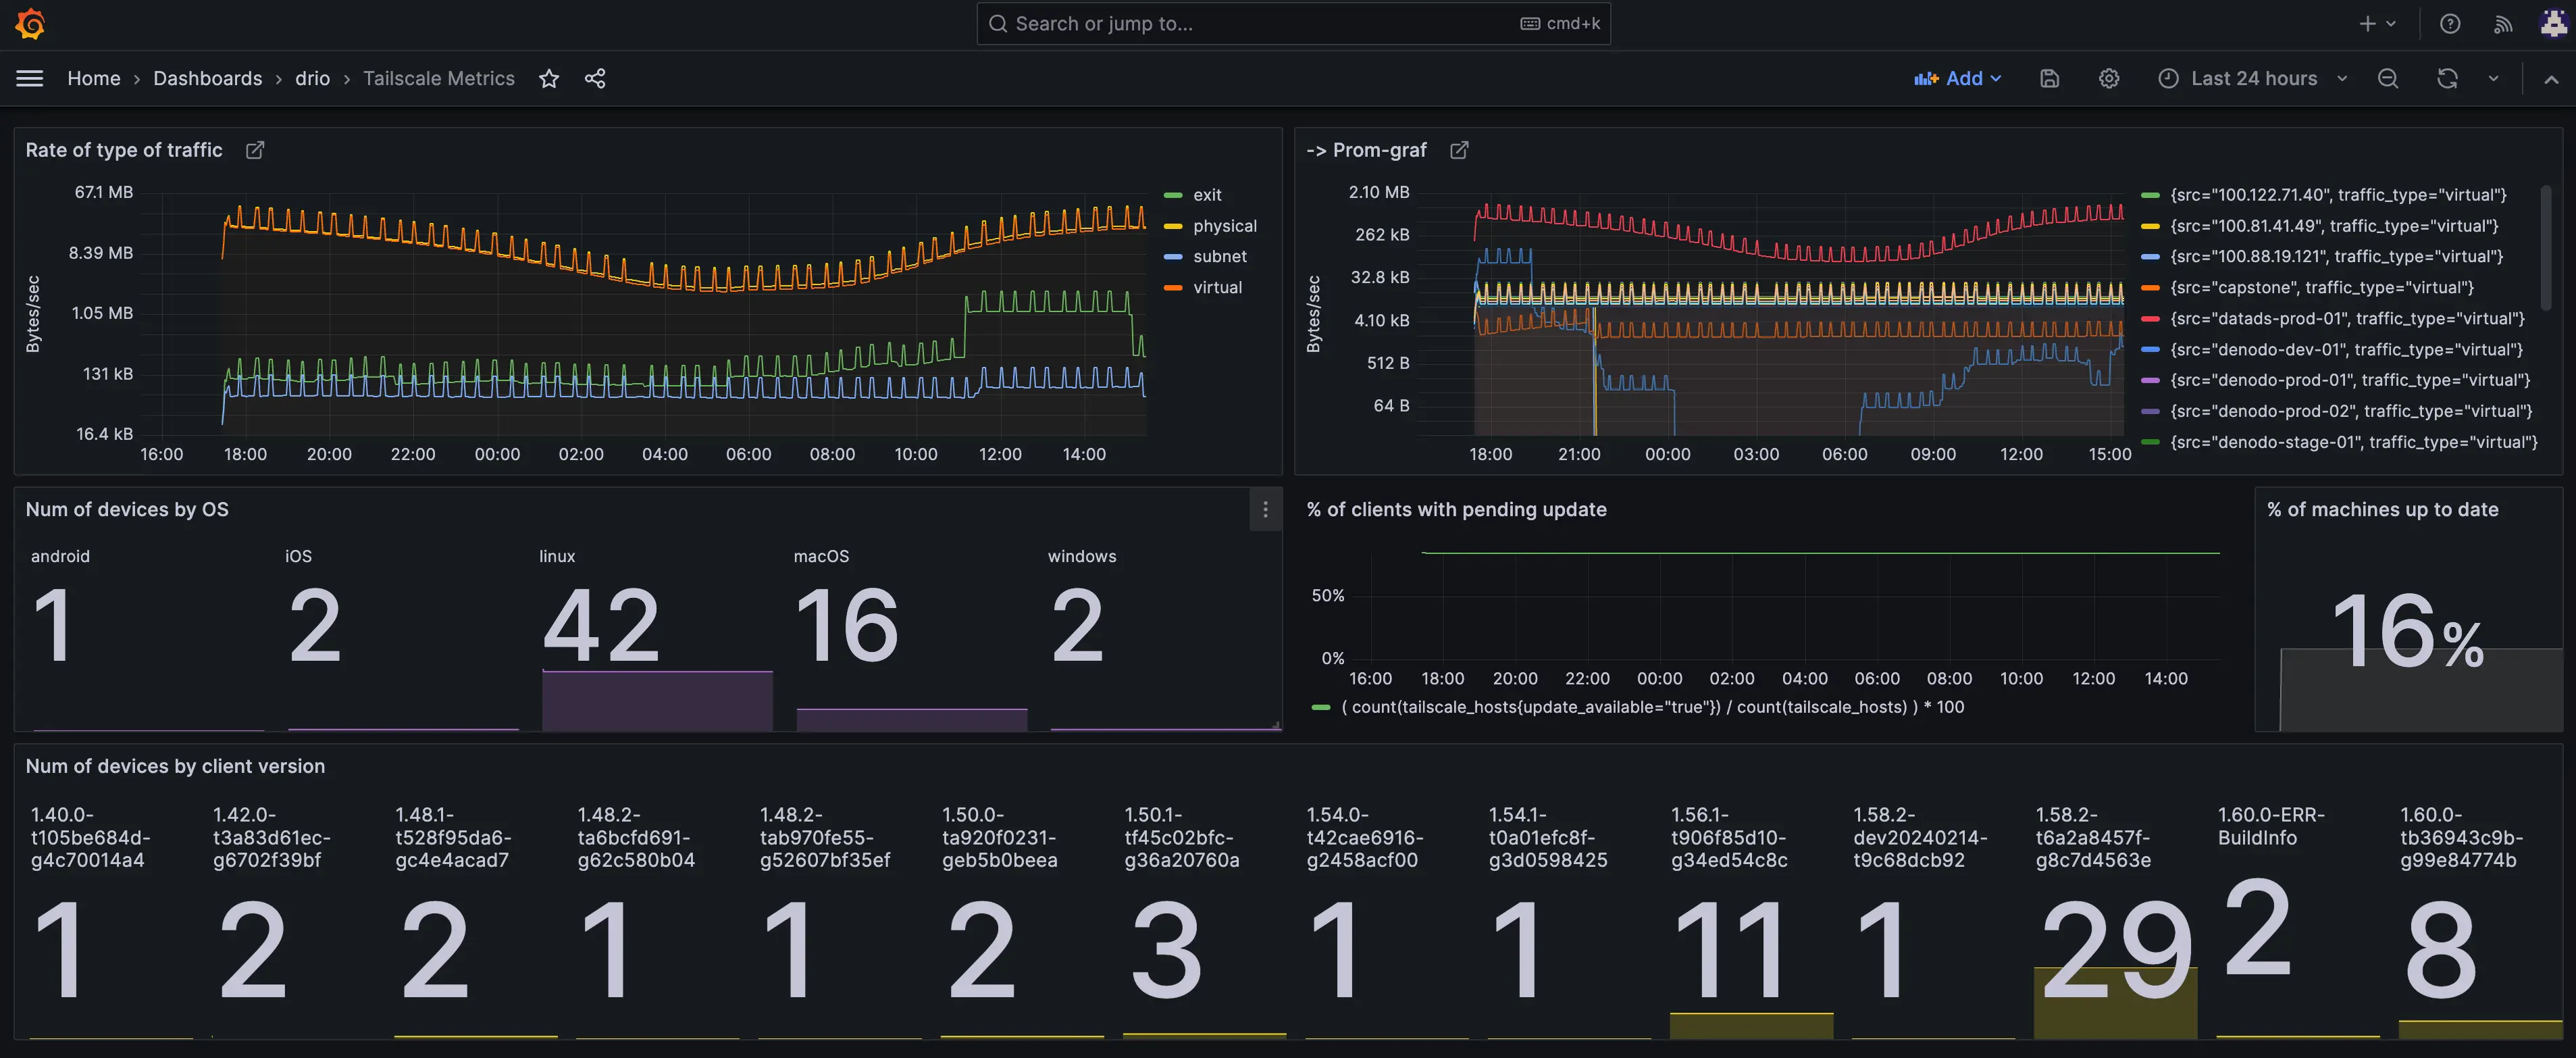 Search or jump to...
cmd+k
Home › Dashboards › drio › Tailscale Metrics
Add
Last 24 hours
Rate of type of traffic
67.1 MB
8.39 MB
1.05 MB
131 kB
16.4 kB
Bytes/sec
16:00 18:00 20:00 22:00 00:00 02:00 04:00 06:00 08:00 10:00 12:00 14:00
exit
physical
subnet
virtual
-> Prom-graf
2.10 MB
262 kB
32.8 kB
4.10 kB
512 B
64 B
Bytes/sec
18:00 21:00 00:00 03:00 06:00 09:00 12:00 15:00
{src="100.122.71.40", traffic_type="virtual"}
{src="100.81.41.49", traffic_type="virtual"}
{src="100.88.19.121", traffic_type="virtual"}
{src="capstone", traffic_type="virtual"}
{src="datads-prod-01", traffic_type="virtual"}
{src="denodo-dev-01", traffic_type="virtual"}
{src="denodo-prod-01", traffic_type="virtual"}
{src="denodo-prod-02", traffic_type="virtual"}
{src="denodo-stage-01", traffic_type="virtual"}
Num of devices by OS
android
1
iOS
2
linux
42
macOS
16
windows
2
% of clients with pending update
50%
0%
16:00 18:00 20:00 22:00 00:00 02:00 04:00 06:00 08:00 10:00 12:00 14:00
( count(tailscale_hosts{update_available="true"}) / count(tailscale_hosts) ) * 100
% of machines up to date
16%
Num of devices by client version
1.40.0-
t105be684d-
g4c70014a4
1
1.42.0-
t3a83d61ec-
g6702f39bf
2
1.48.1-
t528f95da6-
gc4e4acad7
2
1.48.2-
ta6bcfd691-
g62c580b04
1
1.48.2-
tab970fe55-
g52607bf35ef
1
1.50.0-
ta920f0231-
geb5b0beea
2
1.50.1-
tf45c02bfc-
g36a20760a
3
1.54.0-
t42cae6916-
g2458acf00
1
1.54.1-
t0a01efc8f-
g3d0598425
1
1.56.1-
t906f85d10-
g34ed54c8c
11
1.58.2-
dev20240214-
t9c68dcb92
1
1.58.2-
t6a2a8457f-
g8c7d4563e
29
1.60.0-ERR-
BuildInfo
2
1.60.0-
tb36943c9b-
g99e84774b
8